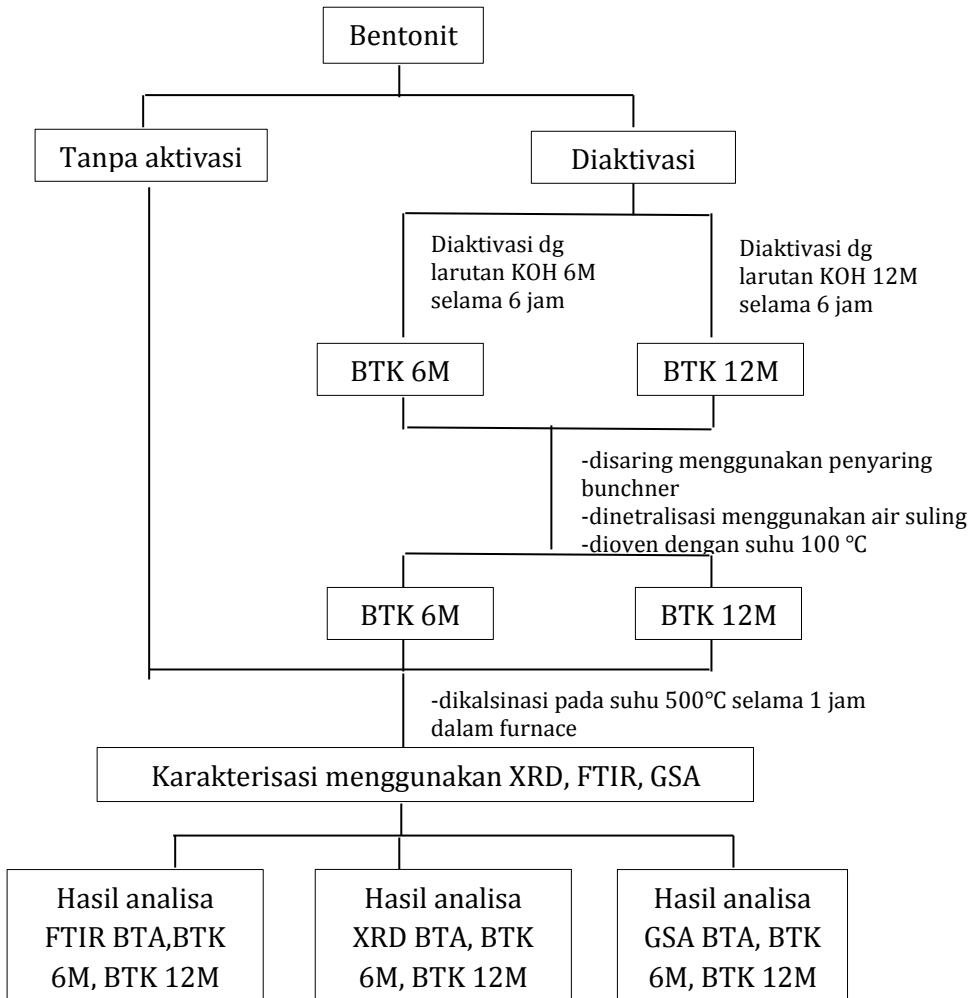 Bentonit
Tanpa aktivasi
Diaktivasi
Diaktivasi dg
larutan KOH 6M
selama 6 jam
Diaktivasi dg
larutan KOH 12M
selama 6 jam
BTK 6M
BTK 12M
-disaring menggunakan penyaring
bunchner
-dinetralisasi menggunakan air suling
-dioven dengan suhu 100 °C
BTK 6M
BTK 12M
-dikalsinasi pada suhu 500°C selama 1 jam
dalam furnace
Karakterisasi menggunakan XRD, FTIR, GSA
Hasil analisa
FTIR BTA,BTK
6M, BTK 12M
Hasil analisa
XRD BTA, BTK
6M, BTK 12M
Hasil analisa
GSA BTA, BTK
6M, BTK 12M